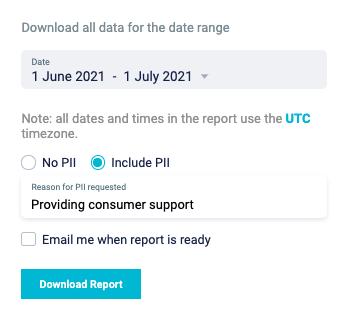 Download all data for the date range
Date
1 June 2021 - 1 July 2021
Note: all dates and times in the report use the UTC
timezone.
No PII Include PII
Reason for PII requested
Providing consumer support
Email me when report is ready
Download Report